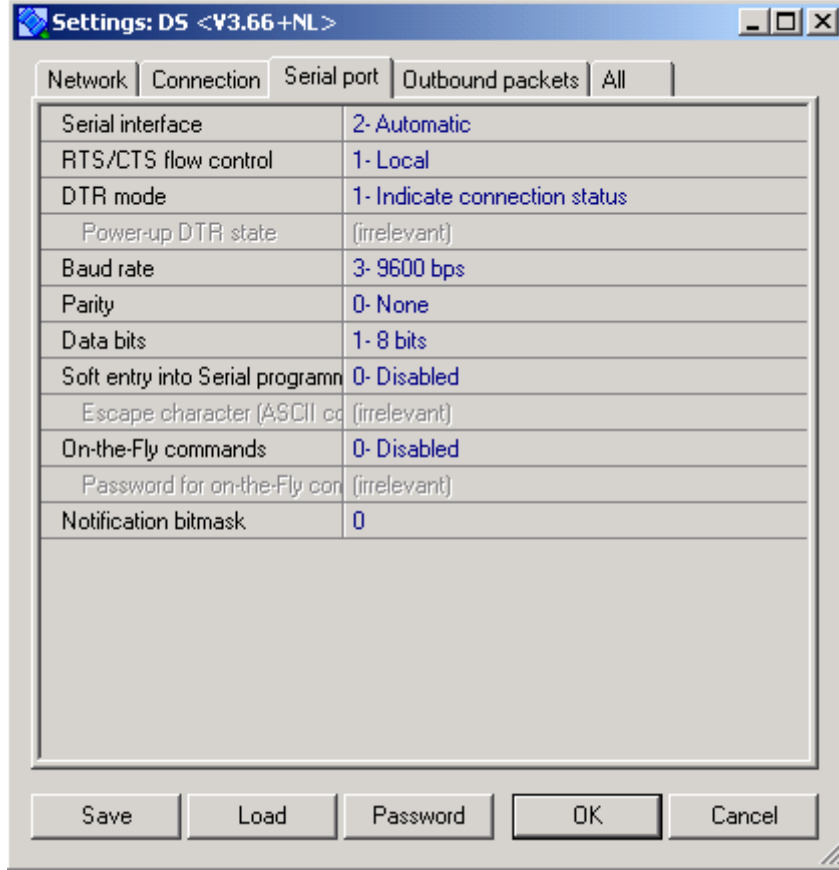 Settings: DS <V3.66+NL>
Network Connection Serial port Outbound packets All
Serial interface 2- Automatic
RTS/CTS flow control 1- Local
DTR mode 1- Indicate connection status
Power-up DTR state (irrelevant)
Baud rate 3- 9600 bps
Parity 0- None
Data bits 1- 8 bits
Soft entry into Serial programn 0- Disabled
Escape character (ASCII co (irrelevant)
On-the-Fly commands 0- Disabled
Password for on-the-Fly con (irrelevant)
Notification bitmask 0
Save Load Password OK Cancel